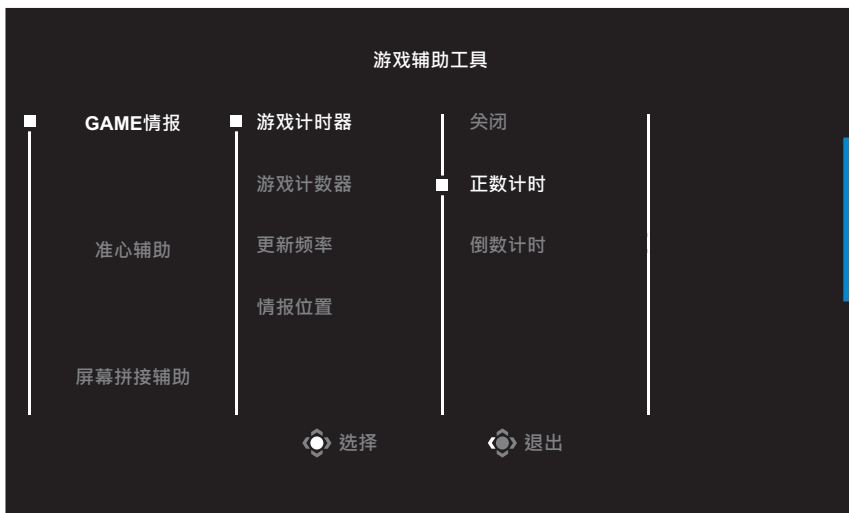 游戏辅助工具
GAME情报 游戏计时器 关闭
游戏计数器 正数计时
准心辅助 更新频率 倒数计时
情报位置
屏幕拼接辅助
选择 退出